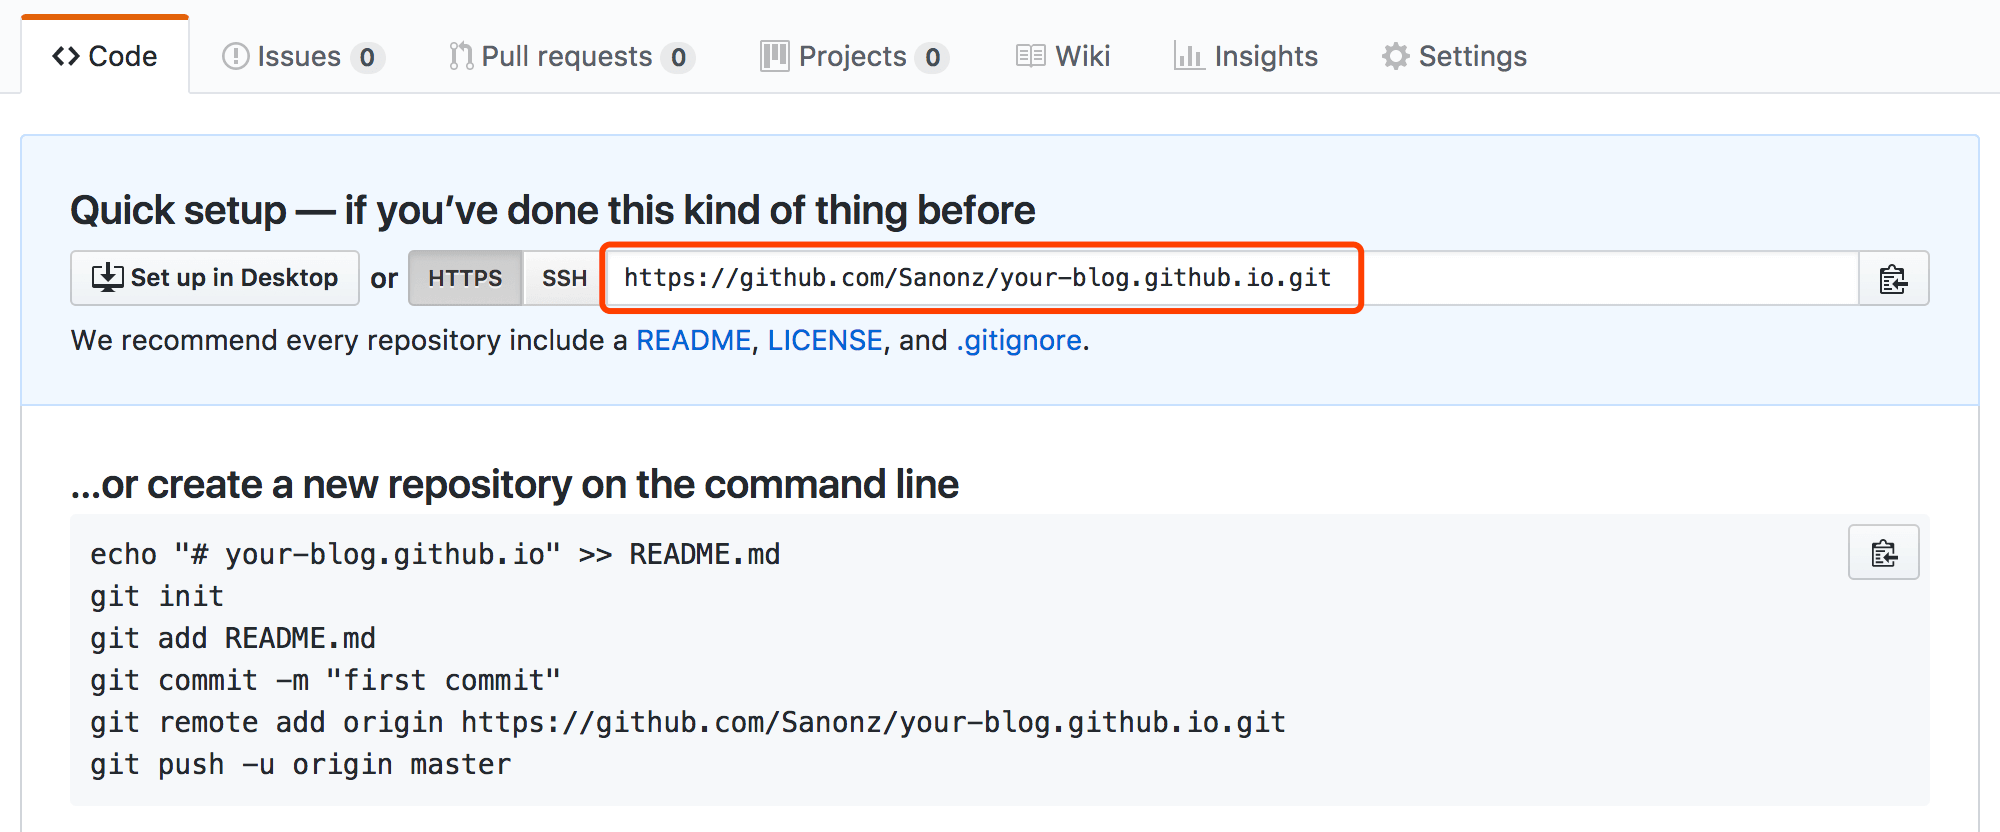 Code Issues 0 Pull requests 0 Projects 0 Wiki Insights Settings
Quick setup — if you’ve done this kind of thing before
Set up in Desktop or HTTPS SSH https://github.com/Sanonz/your-blog.github.io.git
We recommend every repository include a README, LICENSE, and .gitignore.
…or create a new repository on the command line
echo "# your-blog.github.io" >> README.md
git init
git add README.md
git commit -m "first commit"
git remote add origin https://github.com/Sanonz/your-blog.github.io.git
git push -u origin master